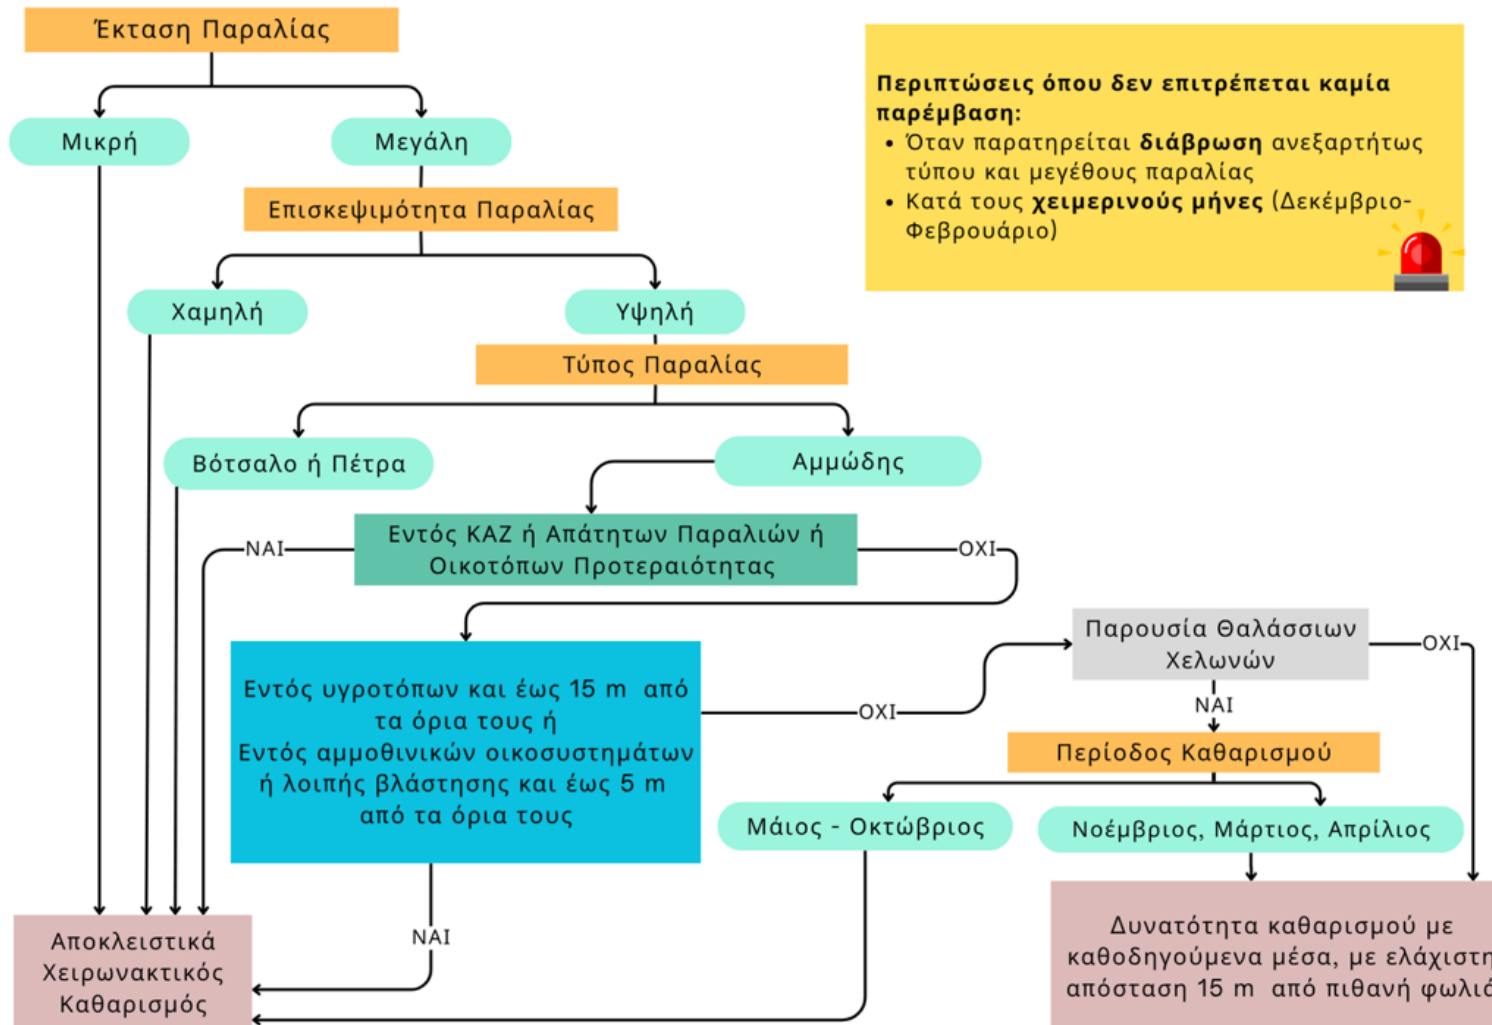 Έκταση Παραλίας
Μικρή
Μεγάλη
Περιπτώσεις όπου δεν επιτρέπεται καμία
παρέμβαση:
• Όταν παρατηρείται διάβρωση ανεξαρτήτως
τύπου και μεγέθους παραλίας
• Κατά τους χειμερινούς μήνες (Δεκέμβριο-
Φεβρουάριο)
Επισκεψιμότητα Παραλίας
Χαμηλή
Υψηλή
Τύπος Παραλίας
Βότσαλο ή Πέτρα
Αμμώδης
Εντός ΚΑΖ ή Απάτητων Παραλιών ή
Οικοτόπων Προτεραιότητας
ΝΑΙ
ΟΧΙ
Εντός υγροτόπων και έως 15 m από
τα όρια τους ή
Εντός αμμοθινικών οικοσυστημάτων
ή λοιπής βλάστησης και έως 5 m
από τα όρια τους
ΟΧΙ
ΝΑΙ
Παρουσία Θαλάσσιων
Χελωνών
ΟΧΙ
ΝΑΙ
Περίοδος Καθαρισμού
Μάιος - Οκτώβριος
Νοέμβριος, Μάρτιος, Απρίλιος
Αποκλειστικά
Χειρωνακτικός
Καθαρισμός
Δυνατότητα καθαρισμού με
καθοδηγούμενα μέσα, με ελάχιστη
απόσταση 15 m από πιθανή φωλιά